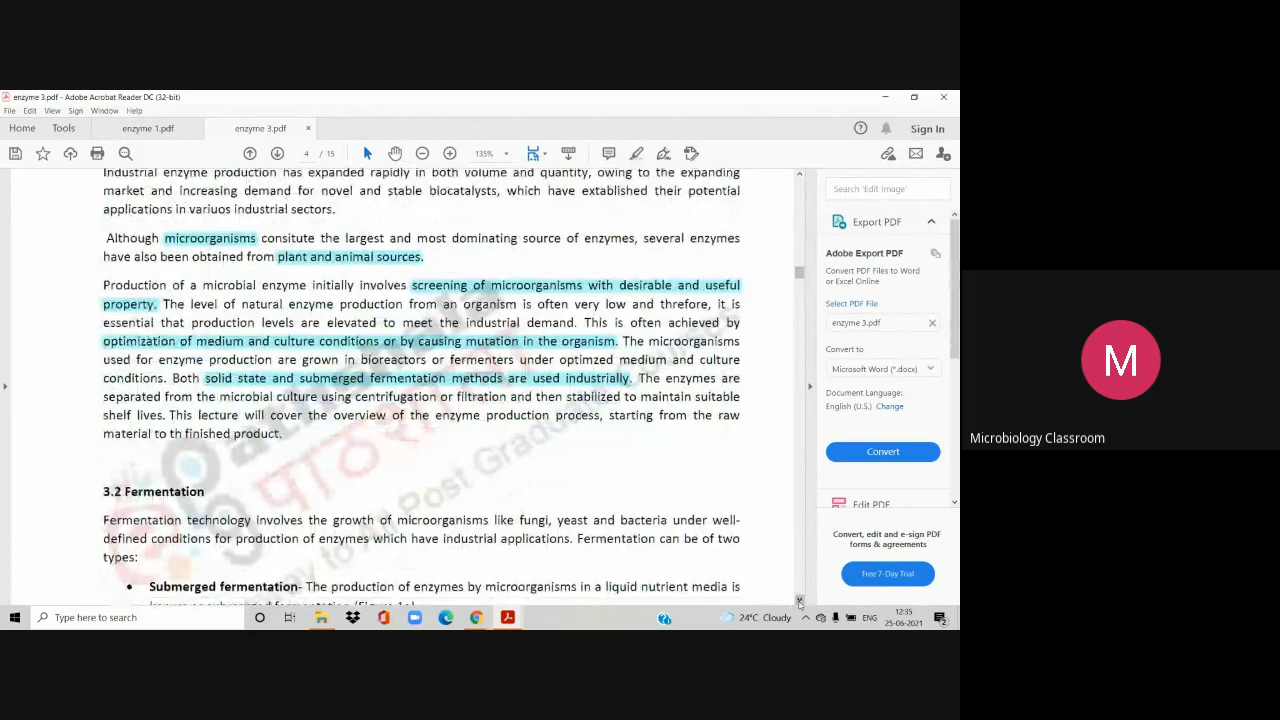 enzyme 3.pdf - Adobe Acrobat Reader DC (32-bit)
File Edit View Sign Window Help
Home Tools enzyme 1.pdf enzyme 3.pdf × Sign In
4 / 15 135%
Industrial enzyme production has expanded rapidly in both volume and quantity, owing to the expanding
market and increasing demand for novel and stable biocatalysts, which have established their potential
applications in variuos industrial sectors.
Although microorganisms consitute the largest and most dominating source of enzymes, several enzymes
have also been obtained from plant and animal sources.
Production of a microbial enzyme initially involves screening of microorganisms with desirable and useful
property. The level of natural enzyme production from an organism is often very low and threfore, it is
essential that production levels are elevated to meet the industrial demand. This is often achieved by
optimization of medium and culture conditions or by causing mutation in the organism. The microorganisms
used for enzyme production are grown in bioreactors or fermenters under optimzed medium and culture
conditions. Both solid state and submerged fermentation methods are used industrially. The enzymes are
separated from the microbial culture using centrifugation or filtration and then stabilized to maintain suitable
shelf lives. This lecture will cover the overview of the enzyme production process, starting from the raw
material to th finished product.
3.2 Fermentation
Fermentation technology involves the growth of microorganisms like fungi, yeast and bacteria under well-
defined conditions for production of enzymes which have industrial applications. Fermentation can be of two
types:
• Submerged fermentation- The production of enzymes by microorganisms in a liquid nutrient media is
Search 'Edit Image'
Export PDF
Adobe Export PDF
Convert PDF Files to Word
or Excel Online
Select PDF File
enzyme 3.pdf
Convert to
Microsoft Word (*.docx)
Document Language:
English (U.S.) Change
Convert
Edit PDF
Convert, edit and e-sign PDF
forms & agreements
Free 7-Day Trial
Type here to search
24°C Cloudy ENG 12:35
25-06-2021
2
M
Microbiology Classroom
पाठशाला